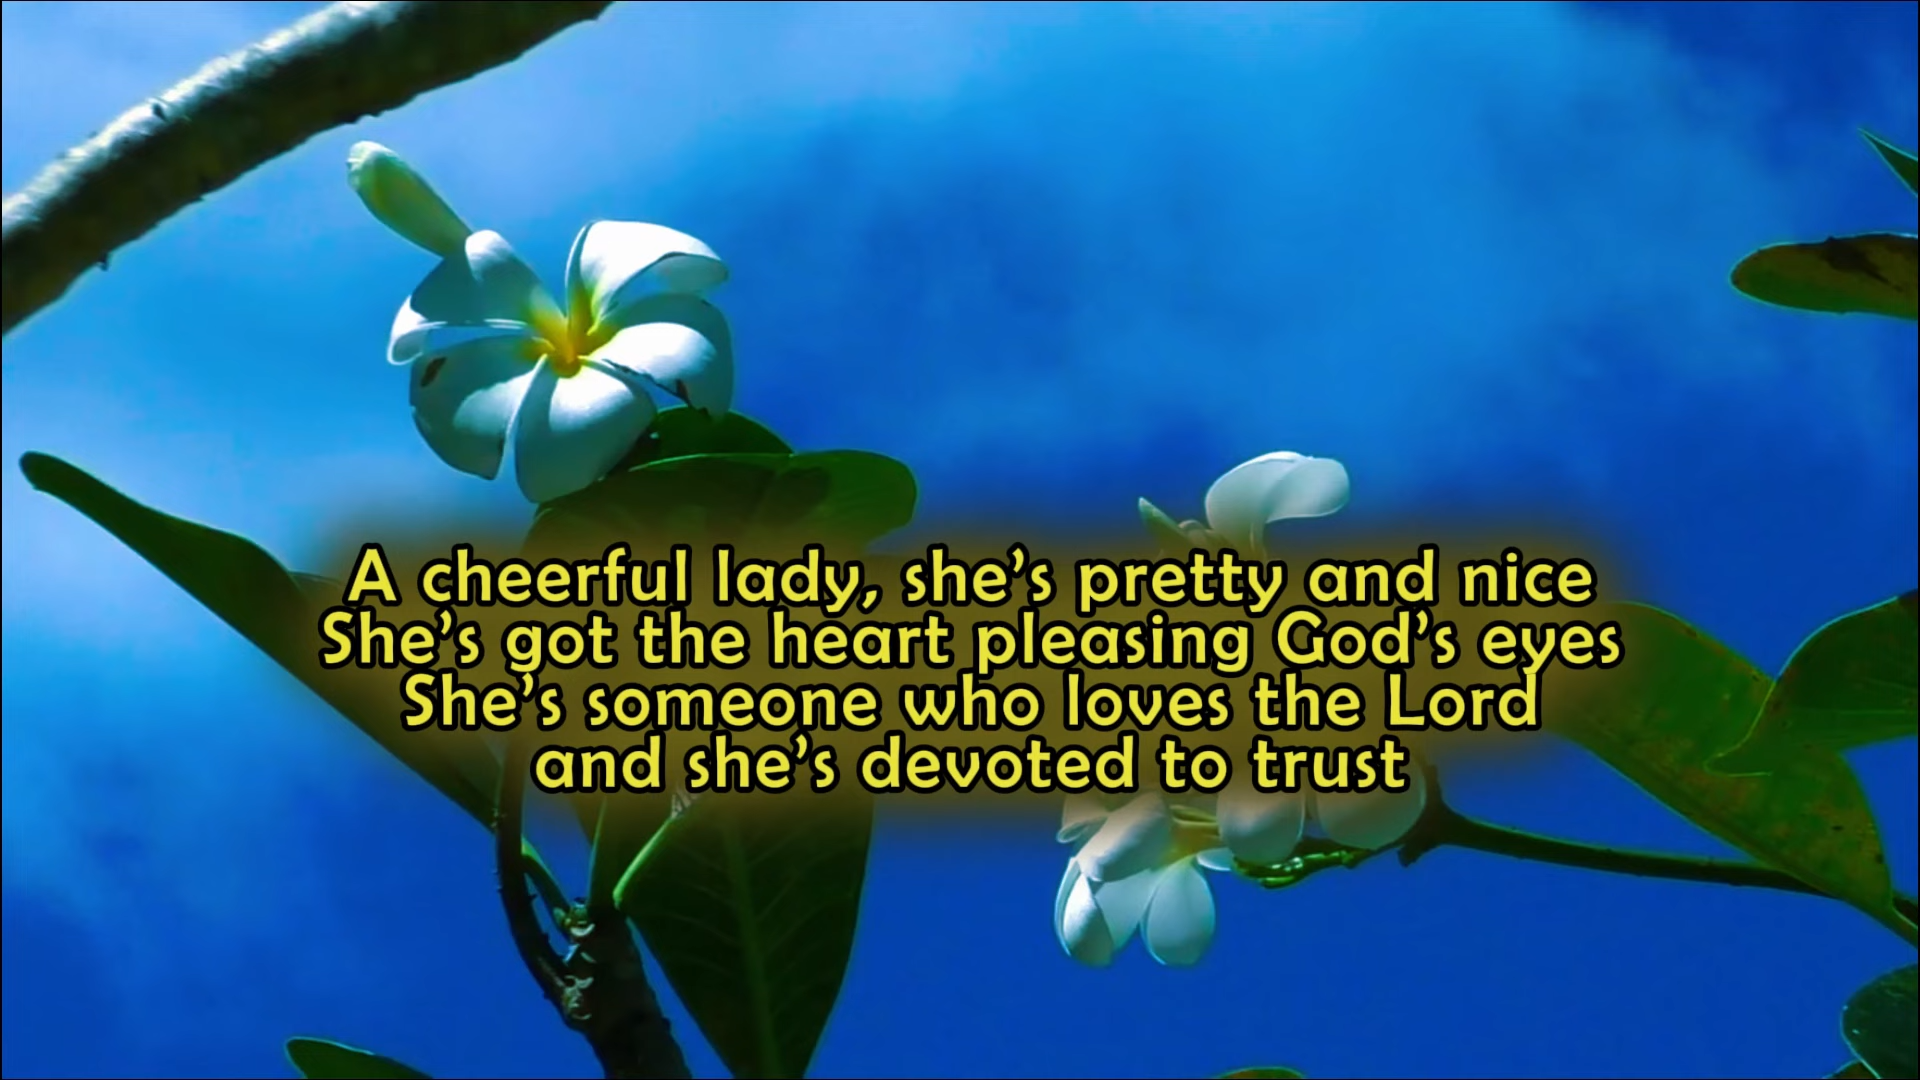 A cheerful lady, she’s pretty and nice
She’s got the heart pleasing God’s eyes
She’s someone who loves the Lord
and she’s devoted to trust